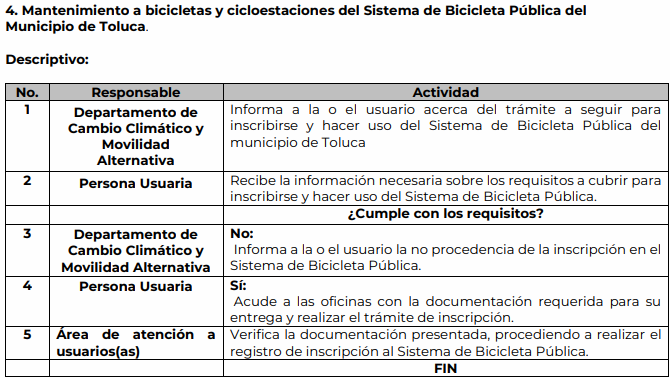 4. Mantenimiento a bicicletas y cicloestaciones del Sistema de Bicicleta Pública del
Municipio de Toluca.
Descriptivo:
No. Responsable Actividad
1 Departamento de Cambio Climático y Movilidad Alternativa
Informa a la o el usuario acerca del trámite a seguir para
inscribirse y hacer uso del Sistema de Bicicleta Pública del
municipio de Toluca
2 Persona Usuaria
Recibe la información necesaria sobre los requisitos a cubrir para
inscribirse y hacer uso del Sistema de Bicicleta Pública.
¿Cumple con los requisitos?
3 Departamento de Cambio Climático y Movilidad Alternativa
No:
Informa a la o el usuario la no procedencia de la inscripción en el
Sistema de Bicicleta Pública.
4 Persona Usuaria
Sí:
Acude a las oficinas con la documentación requerida para su
entrega y realizar el trámite de inscripción.
5 Área de atención a usuarios(as)
Verifica la documentación presentada, procediendo a realizar el
registro de inscripción al Sistema de Bicicleta Pública.
FIN